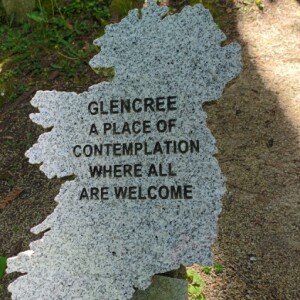 GLENCREE
A PLACE OF
CONTEMPLATION
WHERE ALL
ARE WELCOME